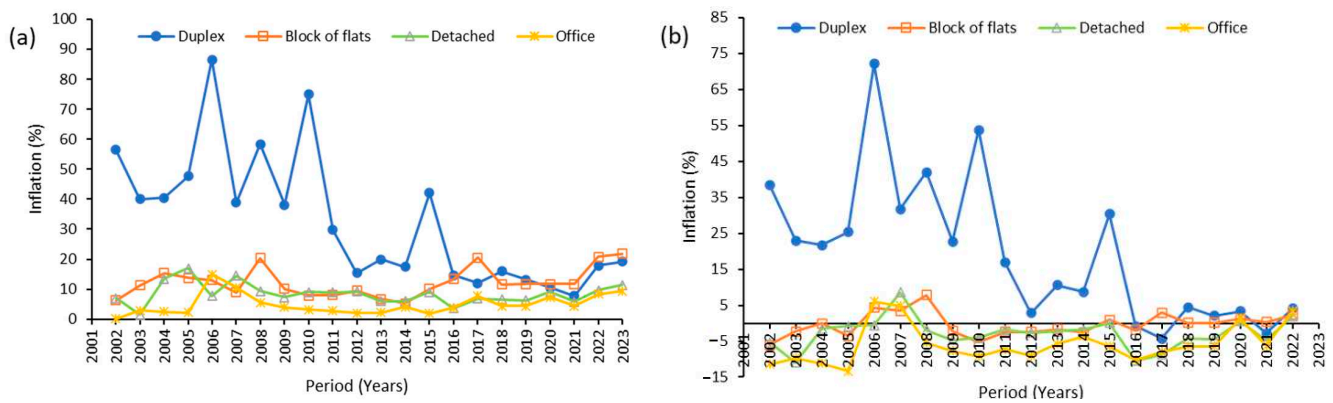 (a)
Duplex
Block of flats
Detached
Office
Inflation (%)
100
90
80
70
60
50
40
30
20
10
0
2001 2002 2003 2004 2005 2006 2007 2008 2009 2010 2011 2012 2013 2014 2015 2016 2017 2018 2019 2020 2021 2022 2023
Period (Years)
(b)
Duplex
Block of flats
Detached
Office
Inflation (%)
85
75
65
55
45
35
25
15
5
−5
−15
2001 2002 2003 2004 2005 2006 2007 2008 2009 2010 2011 2012 2013 2014 2015 2016 2016 2018 2019 2020 2021 2022 2023
Period (Years)